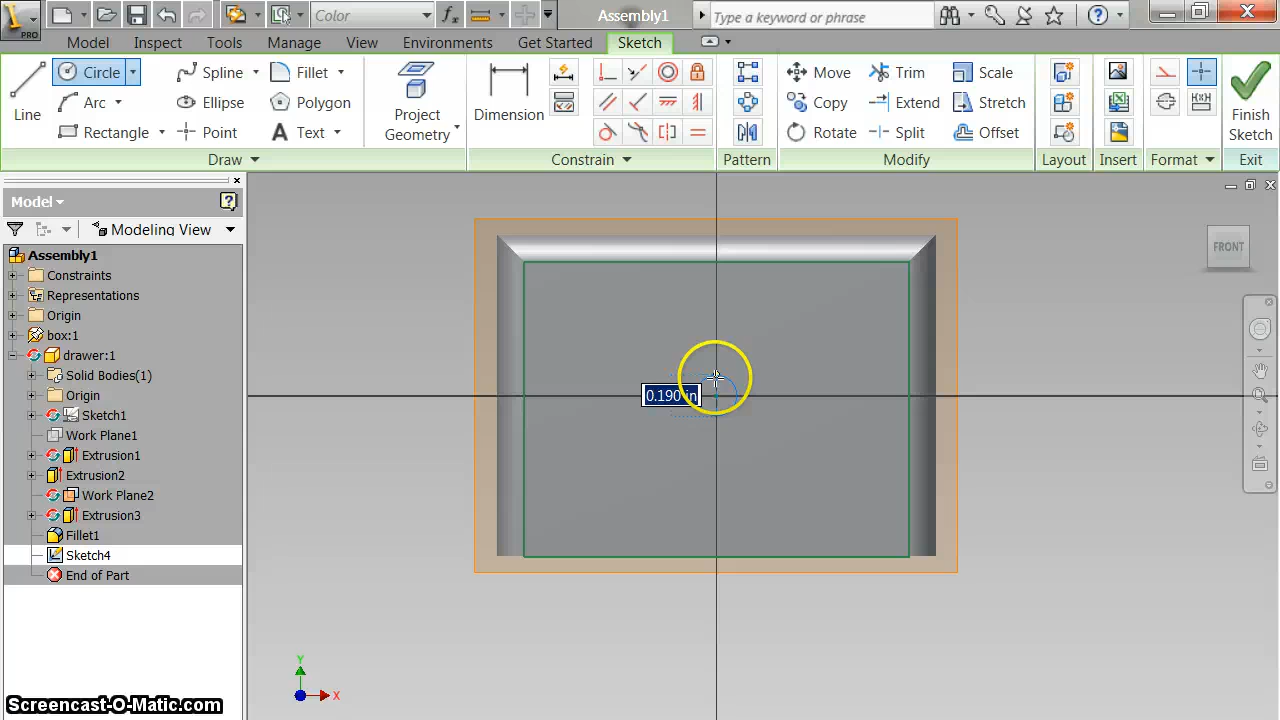 PRO
Color
Assembly1
Type a keyword or phrase
Model
Inspect
Tools
Manage
View
Environments
Get Started
Sketch
Line
Circle
Arc
Rectangle
Spline
Ellipse
Point
Fillet
Polygon
Text
Project
Geometry
Draw
Dimension
Constrain
Pattern
Move
Copy
Rotate
Trim
Extend
Split
Scale
Stretch
Offset
Modify
Layout
Insert
Format
Finish
Sketch
Exit
Model
Modeling View
Assembly1
Constraints
Representations
Origin
box:1
drawer:1
Solid Bodies(1)
Origin
Sketch1
Work Plane1
Extrusion1
Extrusion2
Work Plane2
Extrusion3
Fillet1
Sketch4
End of Part
FRONT
0.190 in
Y
X
Screencast-O-Matic.com